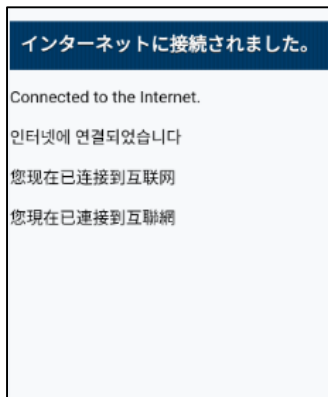 インターネットに接続されました。
Connected to the Internet.
인터넷에 연결되었습니다
您现在已连接到互联网
您現在已連接到互聯網